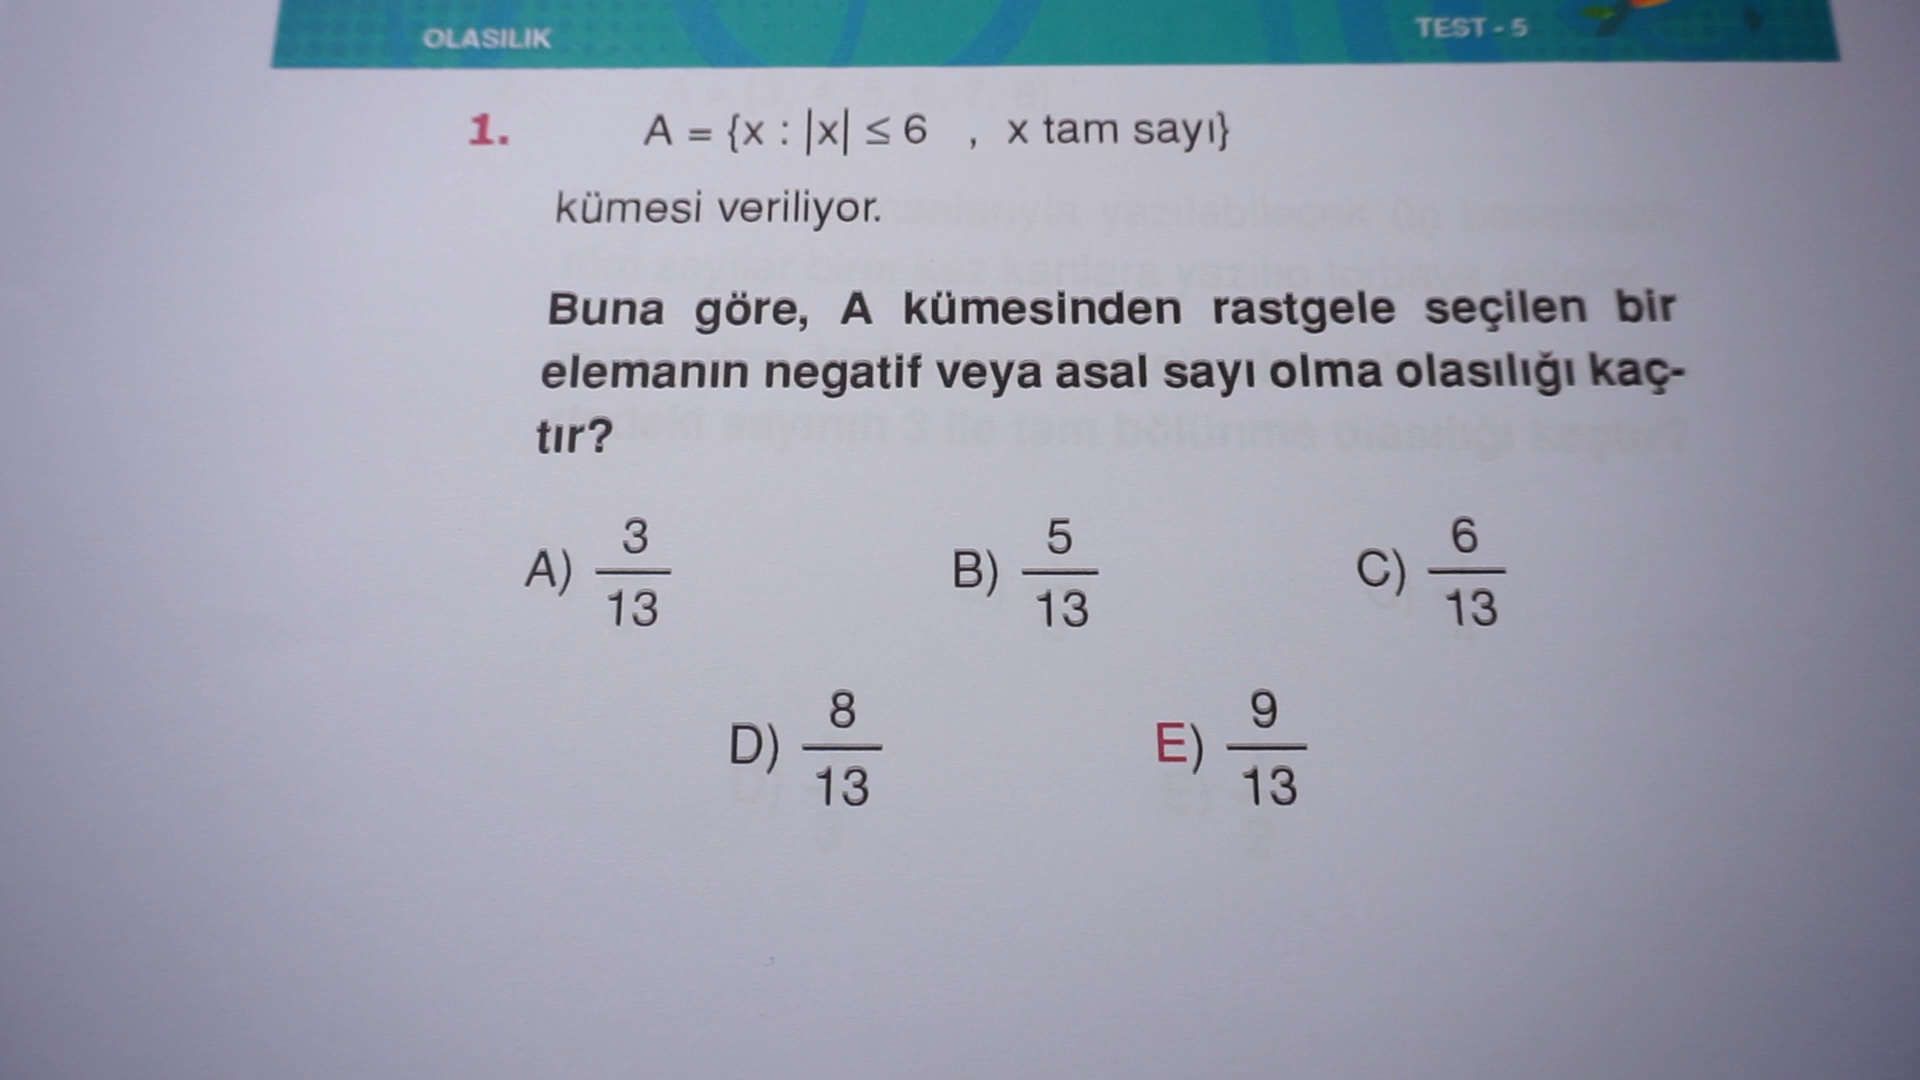 OLASILIK
TEST - 5
1. A = {x : |x| ≤ 6 , x tam sayı}
kümesi veriliyor.
Buna göre, A kümesinden rastgele seçilen bir
elemanın negatif veya asal sayı olma olasılığı kaç-
tır?
A) 3/13 B) 5/13 C) 6/13
D) 8/13 E) 9/13